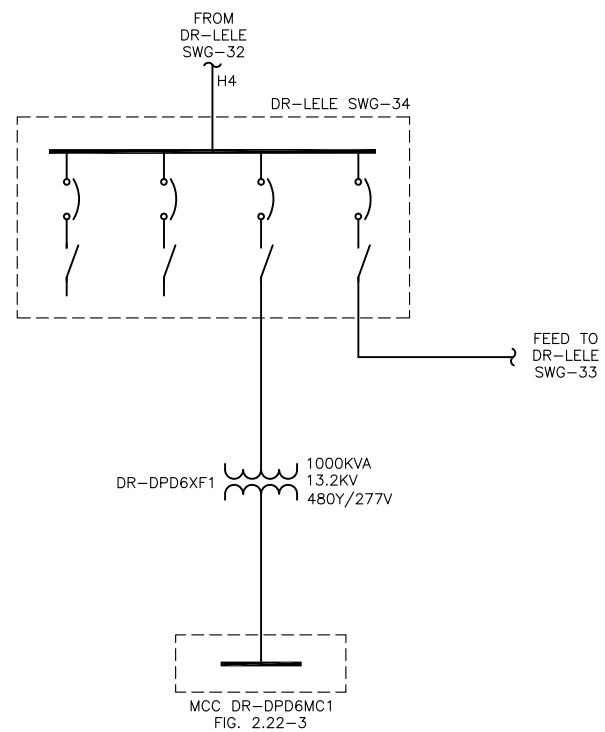 FROM
DR-LELE
SWG-32
H4
DR-LELE SWG-34
FEED TO
DR-LELE
SWG-33
DR-DPD6XF1
1000KVA
13.2KV
480Y/277V
MCC DR-DPD6MC1
FIG. 2.22-3